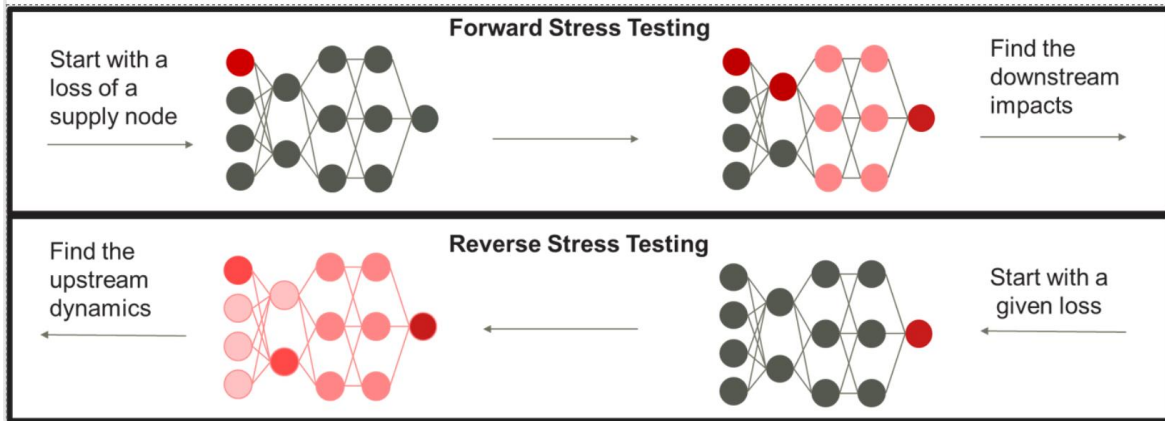 Forward Stress Testing
Start with a
loss of a
supply node
Find the
downstream
impacts
Reverse Stress Testing
Find the
upstream
dynamics
Start with a
given loss